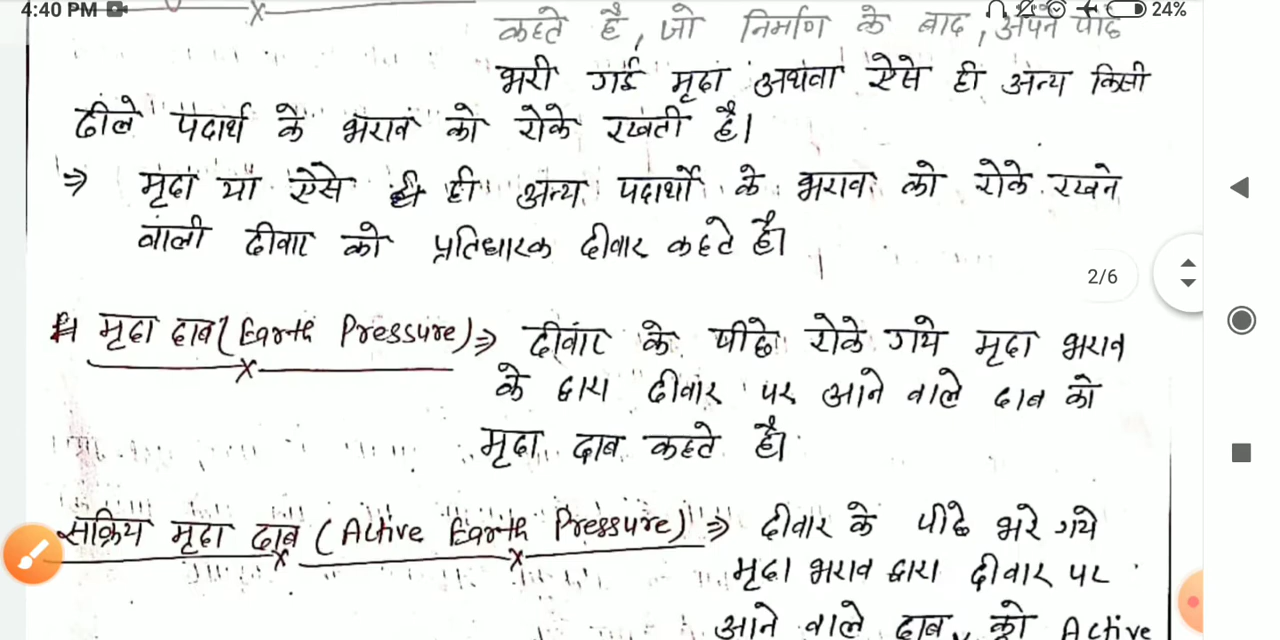 4:40 PM 24%
कहते है, जो निर्माण के बाद, अपने पीछे
भरी गई मृदा अथवा ऐसे ही अन्य किसी
ढीले पदार्थ के भराव को रोके रखती है।
⇒ मृदा या ऐसे ही अन्य पदार्थो के भराव को रोके रखने
वाली दीवार को प्रतिधारक दीवार कहते है।
2/6
# मृदा दाब (Earth Pressure) ⇒ दीवार के पीछे रोके गये मृदा भराव
के द्वारा दीवार पर आने वाले दाब को
मृदा दाब कहते है।
सक्रिय मृदा दाब (Active Earth Pressure) ⇒ दीवार के पीछे भरे गये
मृदा भराव द्वारा दीवार पर
आने वाले दाब को Active